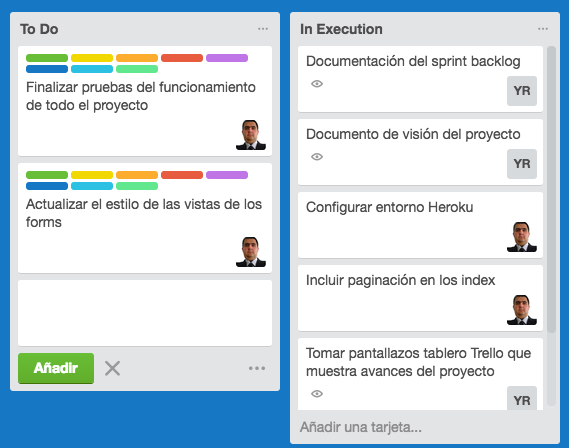 To Do
Finalizar pruebas del funcionamiento
de todo el proyecto
Actualizar el estilo de las vistas de los
forms
Añadir
In Execution
Documentación del sprint backlog
YR
Documento de visión del proyecto
YR
Configurar entorno Heroku
Incluir paginación en los index
Tomar pantallazos tablero Trello que
muestra avances del proyecto
YR
Añadir una tarjeta...